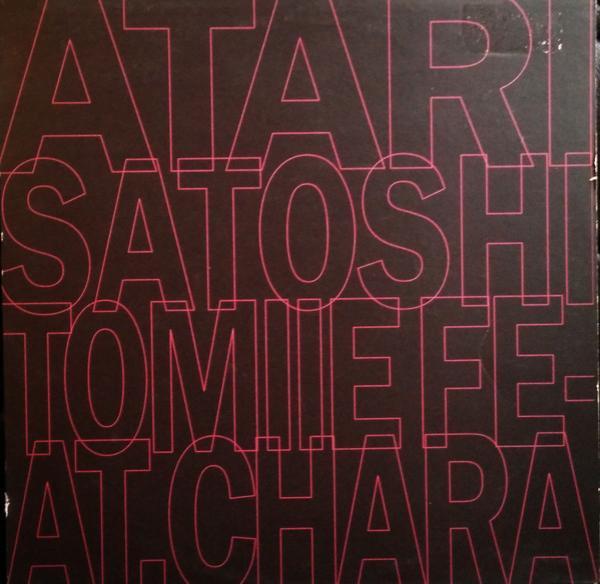 ATARI
SATOSHI
TOMIIE FE-
AT.CHARA